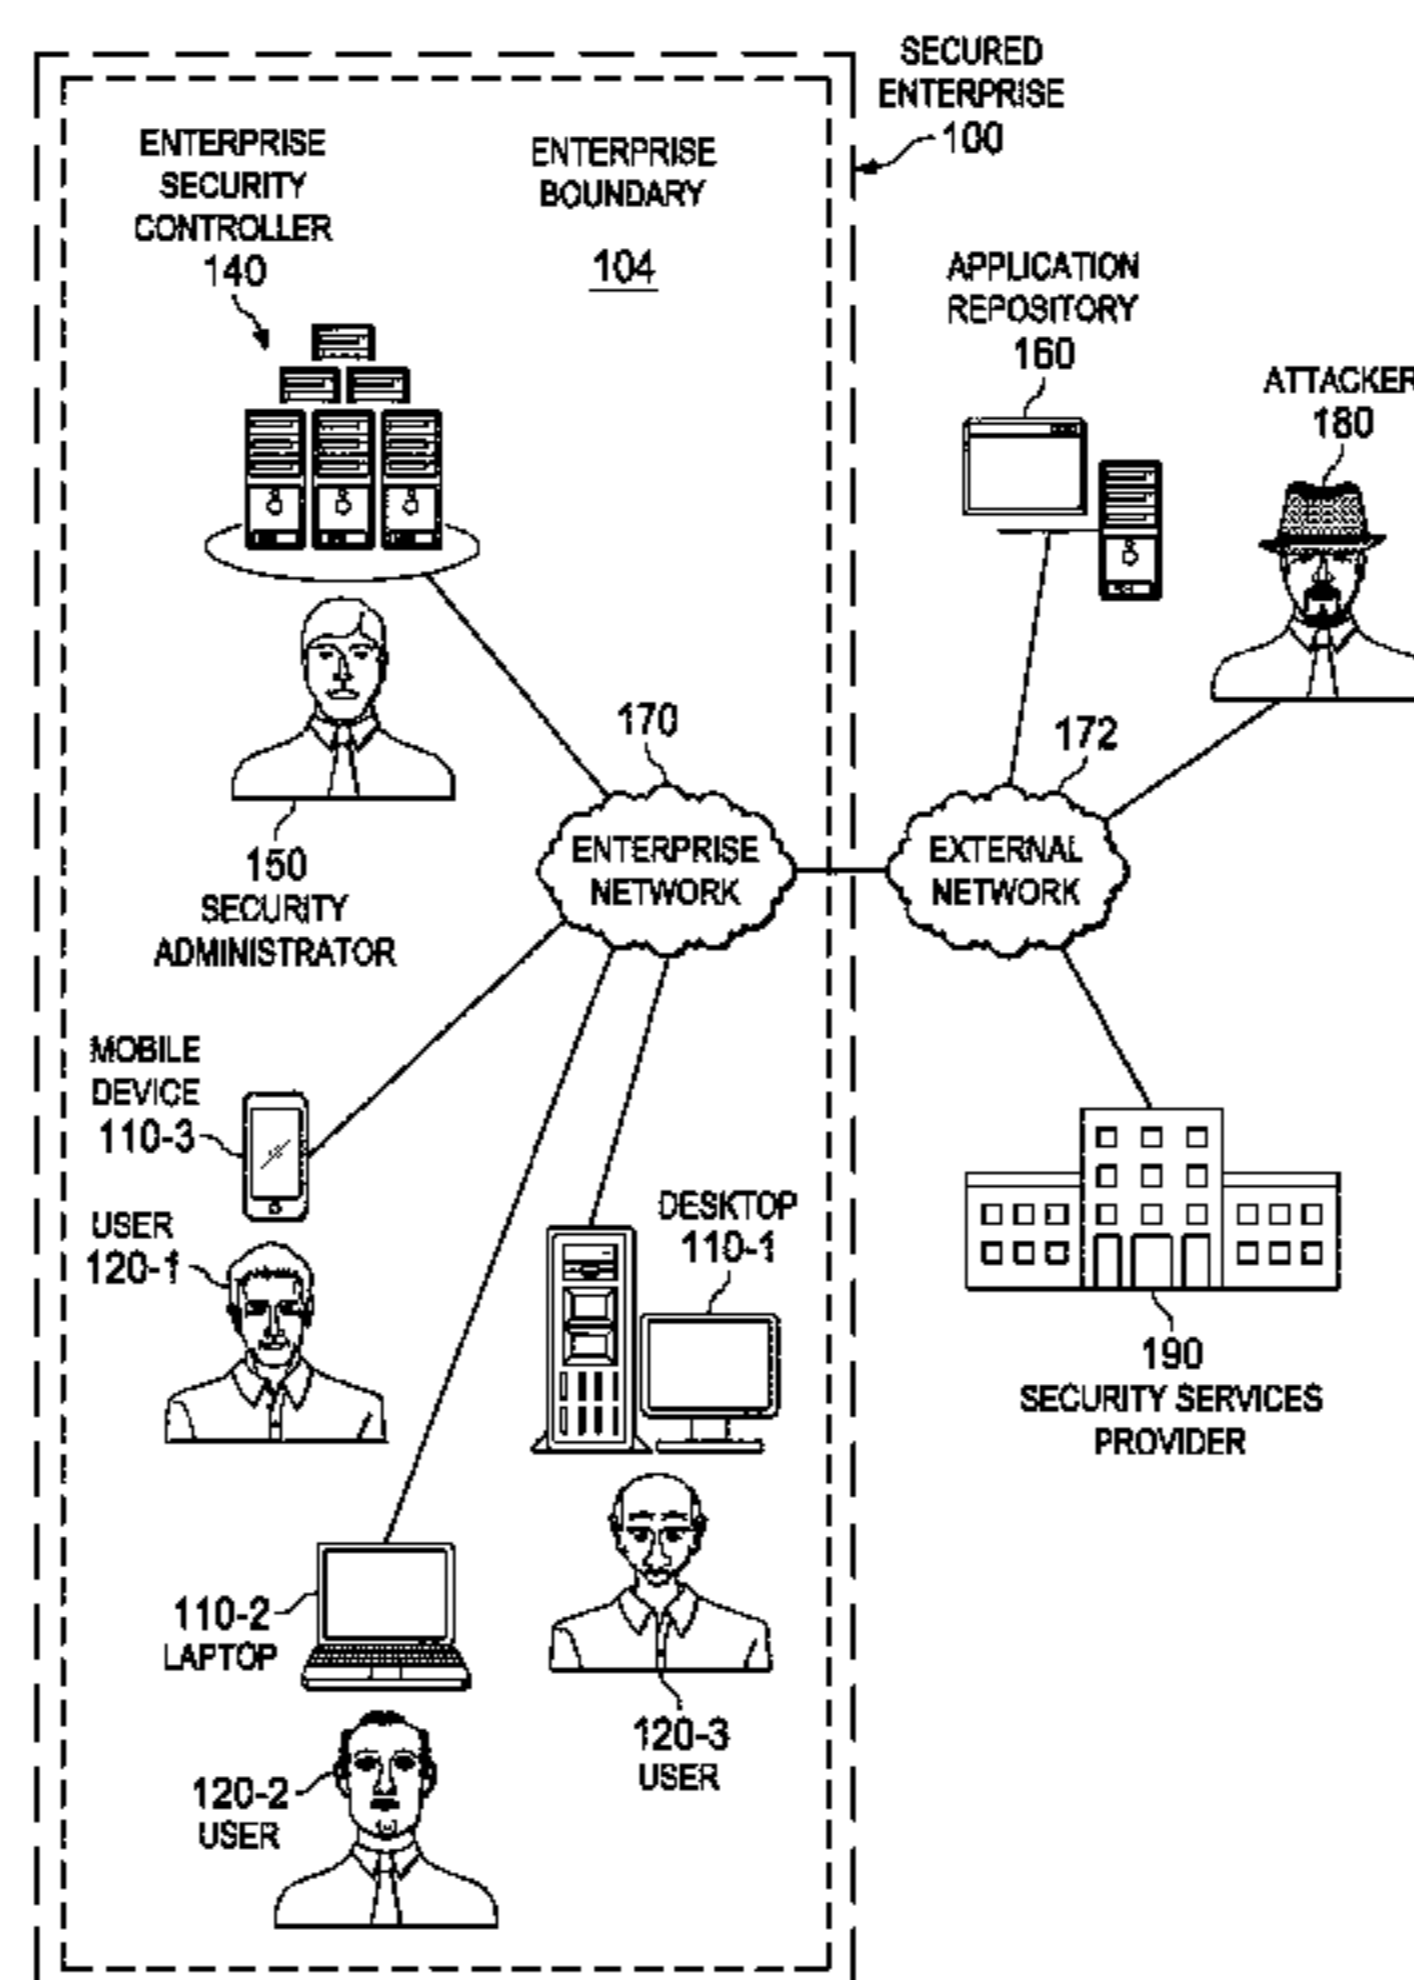 SECURED
ENTERPRISE
100
ENTERPRISE
SECURITY
CONTROLLER
140
ENTERPRISE
BOUNDARY
104
APPLICATION
REPOSITORY
160
ATTACKER
180
150
SECURITY
ADMINISTRATOR
170
ENTERPRISE
NETWORK
172
EXTERNAL
NETWORK
MOBILE
DEVICE
110-3
USER
120-1
DESKTOP
110-1
190
SECURITY SERVICES
PROVIDER
110-2
LAPTOP
120-3
USER
120-2
USER